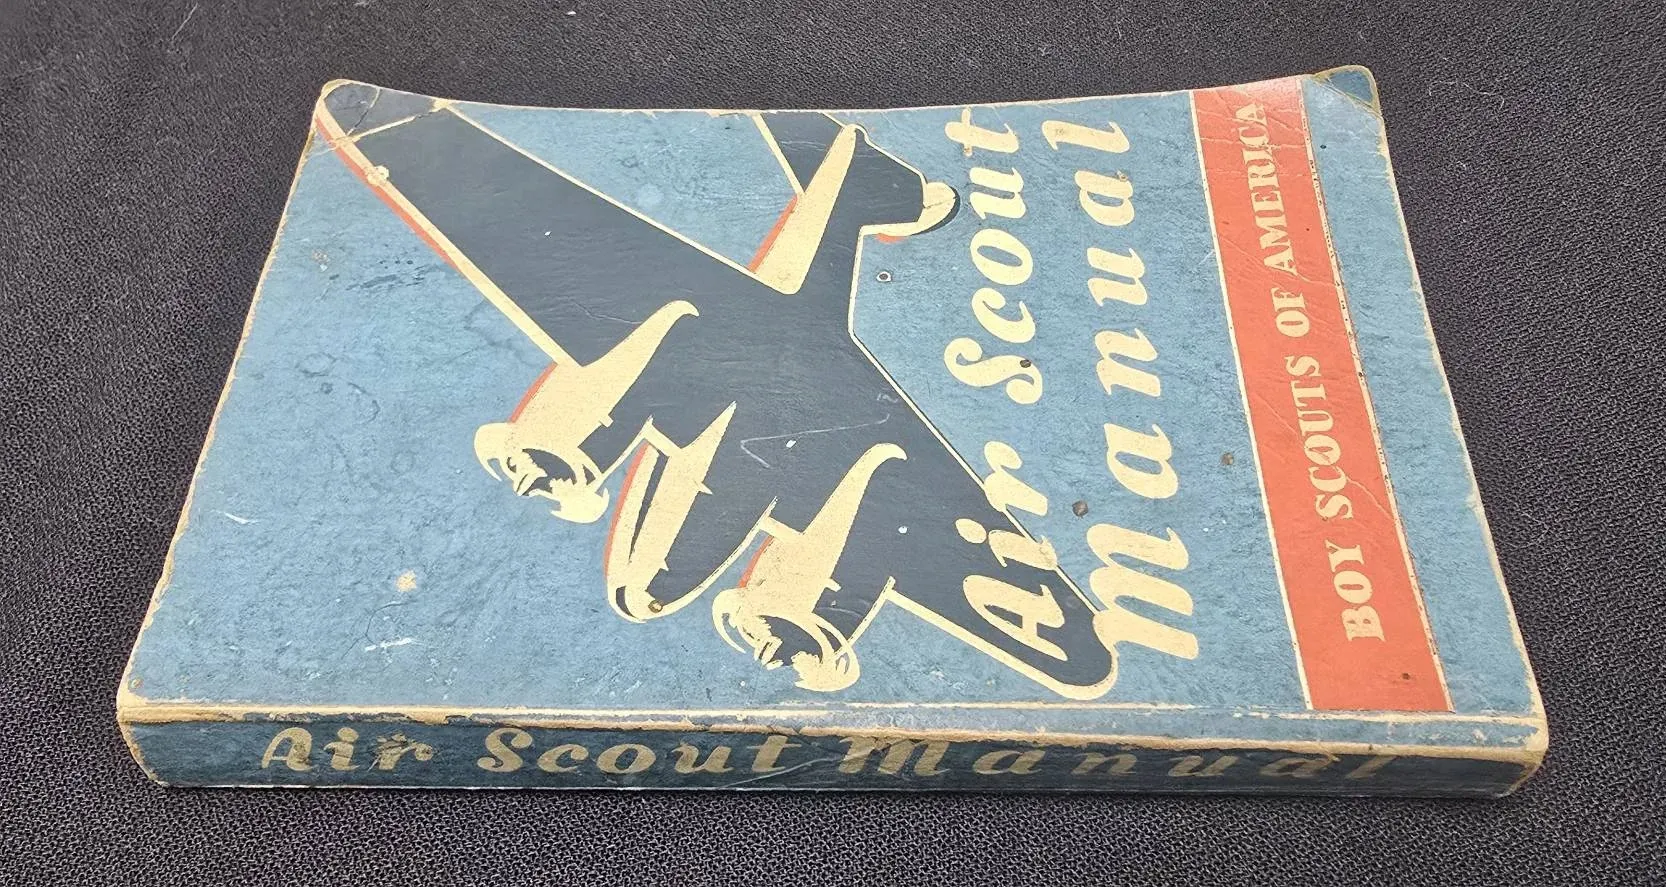 Air Scout
Manual
BOY SCOUTS OF AMERICA
Air Scout Manual